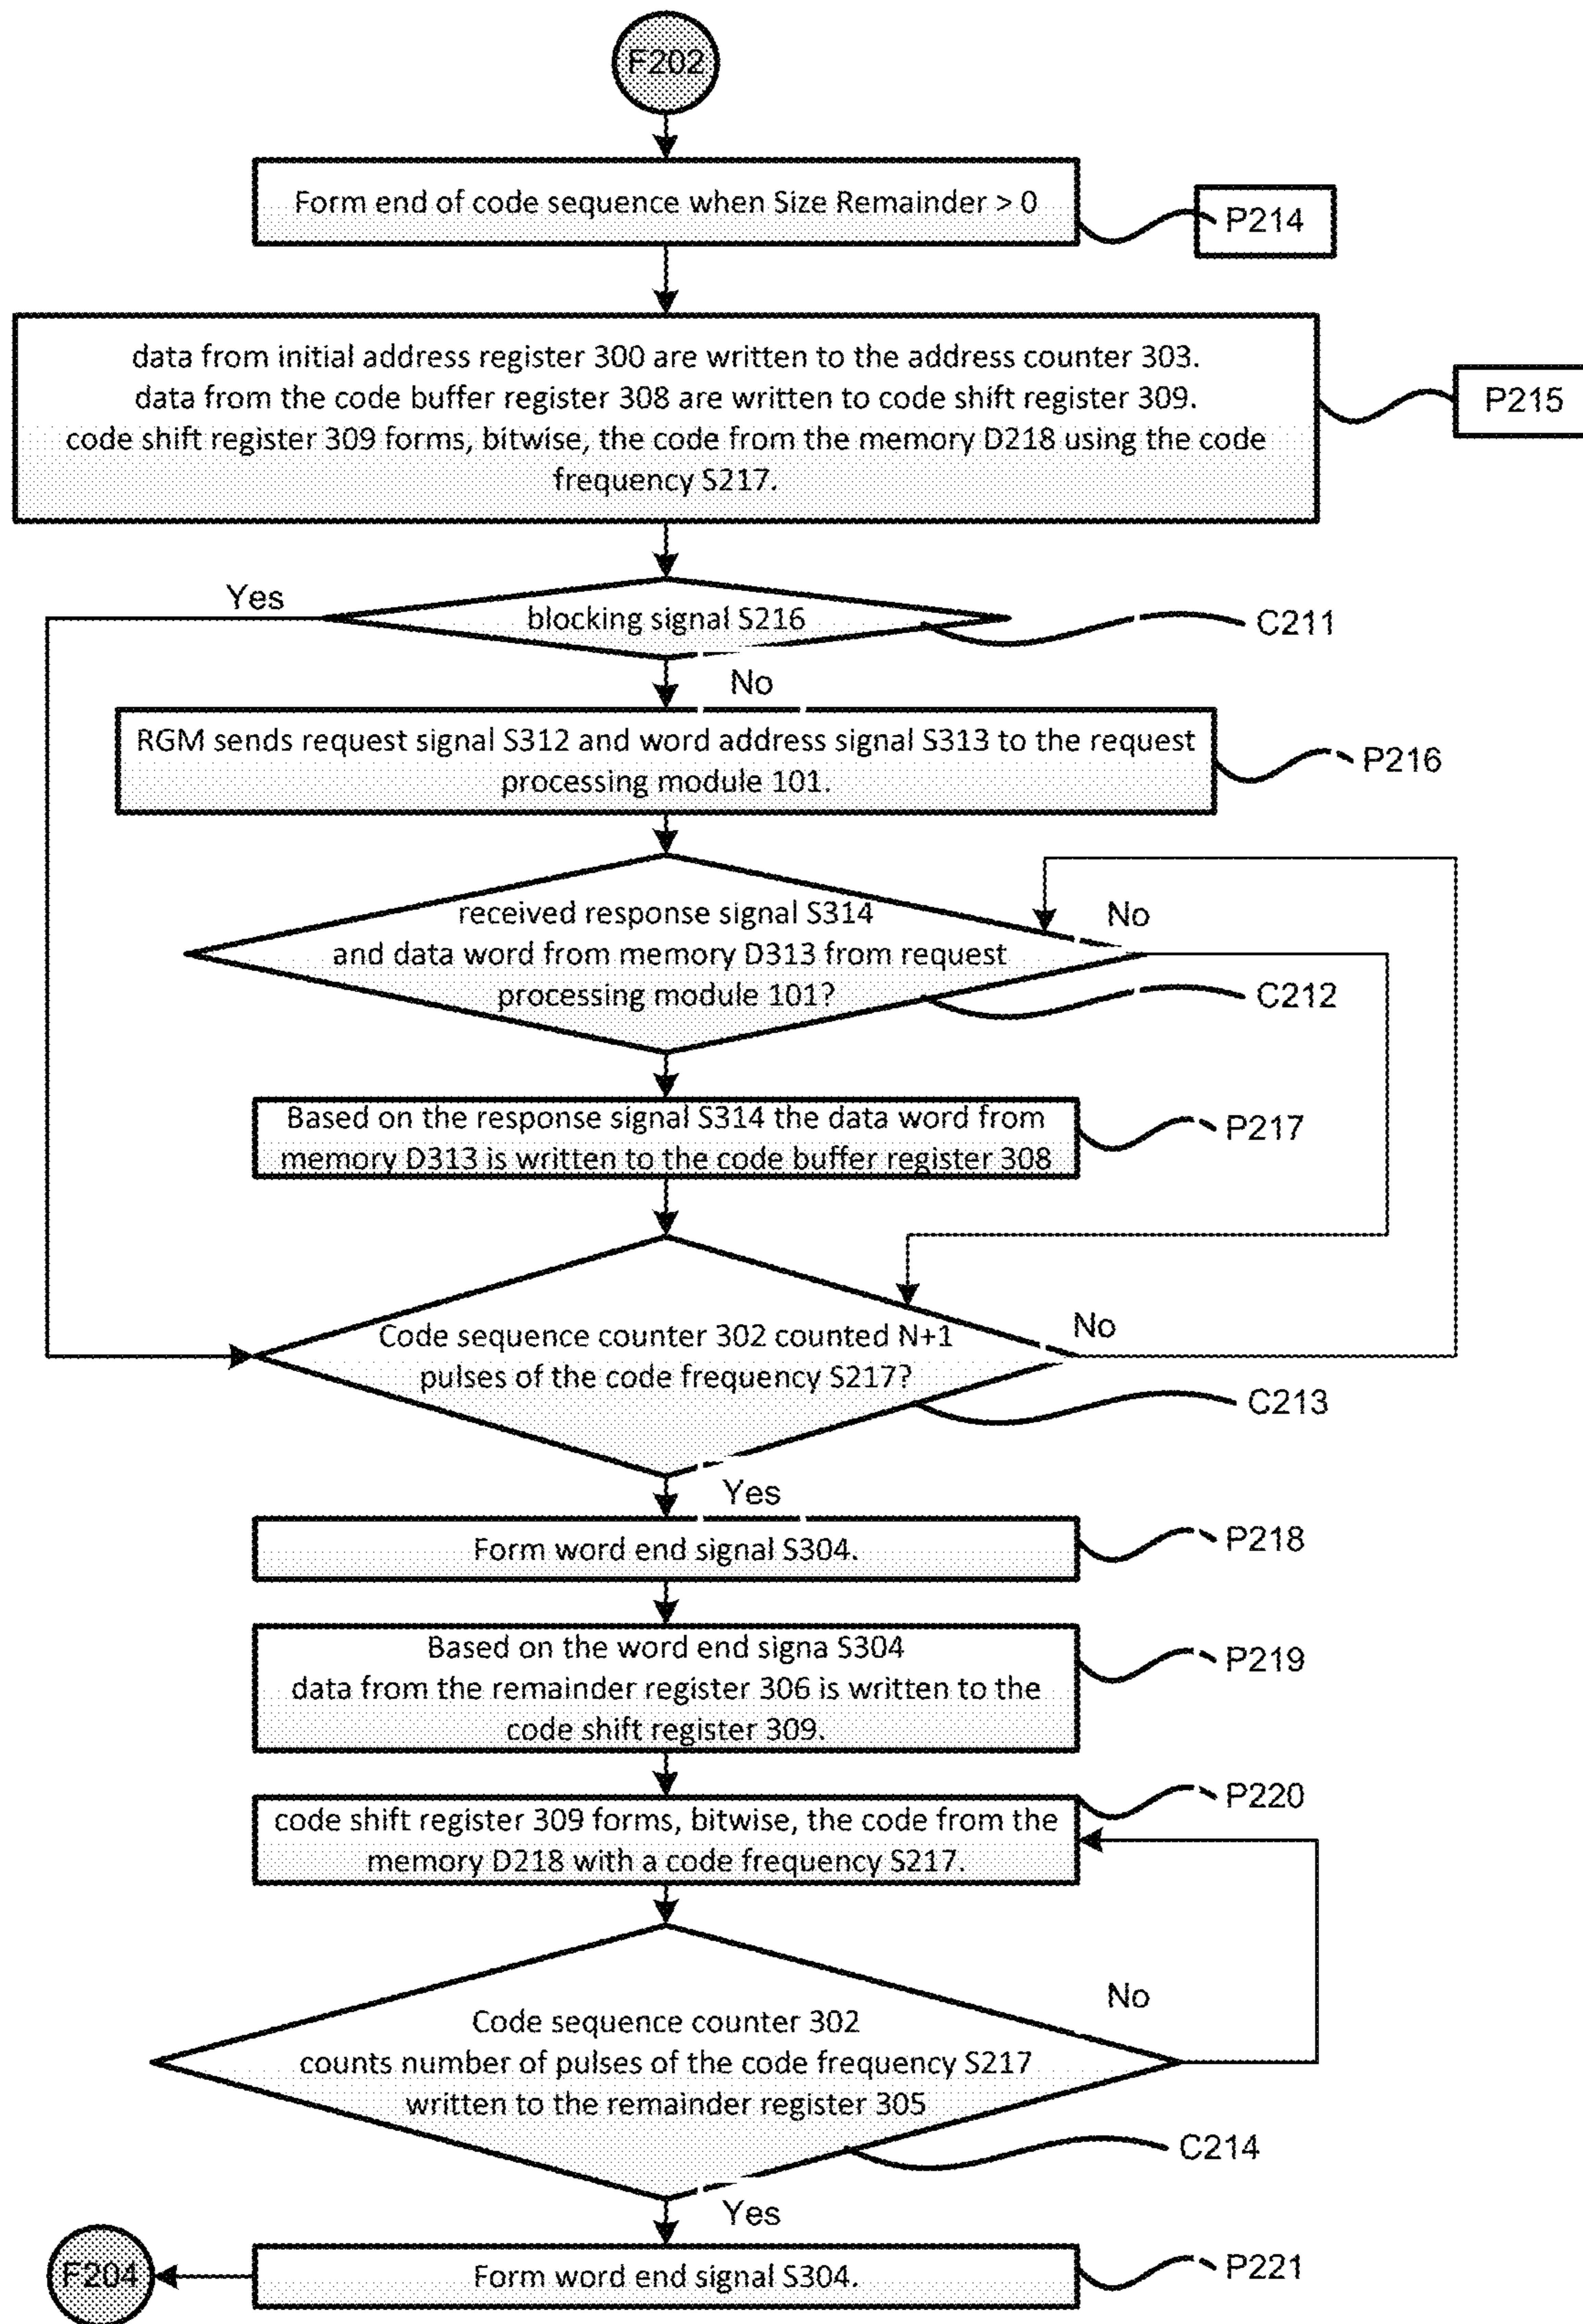 F202
Form end of code sequence when Size Remainder > 0
P214
data from initial address register 300 are written to the address counter 303.
data from the code buffer register 308 are written to code shift register 309.
code shift register 309 forms, bitwise, the code from the memory D218 using the code
frequency S217.
P215
Yes
blocking signal S216
C211
No
RGM sends request signal S312 and word address signal S313 to the request
processing module 101.
P216
received response signal S314
and data word from memory D313 from request
processing module 101?
No
C212
Based on the response signal S314 the data word from
memory D313 is written to the code buffer register 308
P217
Code sequence counter 302 counted N+1
pulses of the code frequency S217?
No
C213
Yes
Form word end signal S304.
P218
Based on the word end signa S304
data from the remainder register 306 is written to the
code shift register 309.
P219
code shift register 309 forms, bitwise, the code from the
memory D218 with a code frequency S217.
P220
Code sequence counter 302
counts number of pulses of the code frequency S217
written to the remainder register 305
No
C214
Yes
F204
Form word end signal S304.
P221